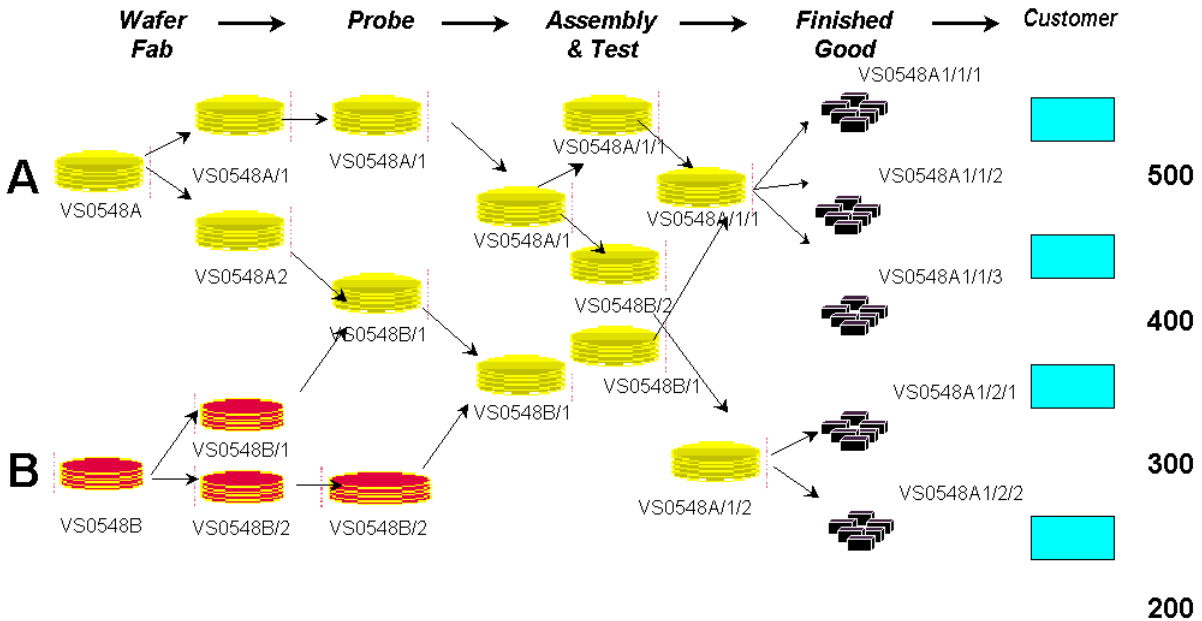 Wafer Fab
Probe
Assembly & Test
Finished Good
Customer
VS0548A1/1/1
A
VS0548A
VS0548A/1
VS0548A/1
VS0548A/1/1
VS0548A1/1/2
500
VS0548A/1/1
VS0548A/1
VS0548A2
VS0548A1/1/3
VS0548B/2
400
VS0548B/1
VS0548B/1
VS0548A1/2/1
VS0548B/1
B
VS0548B/1
300
VS0548A1/2/2
VS0548A/1/2
VS0548B
VS0548B/2
VS0548B/2
200